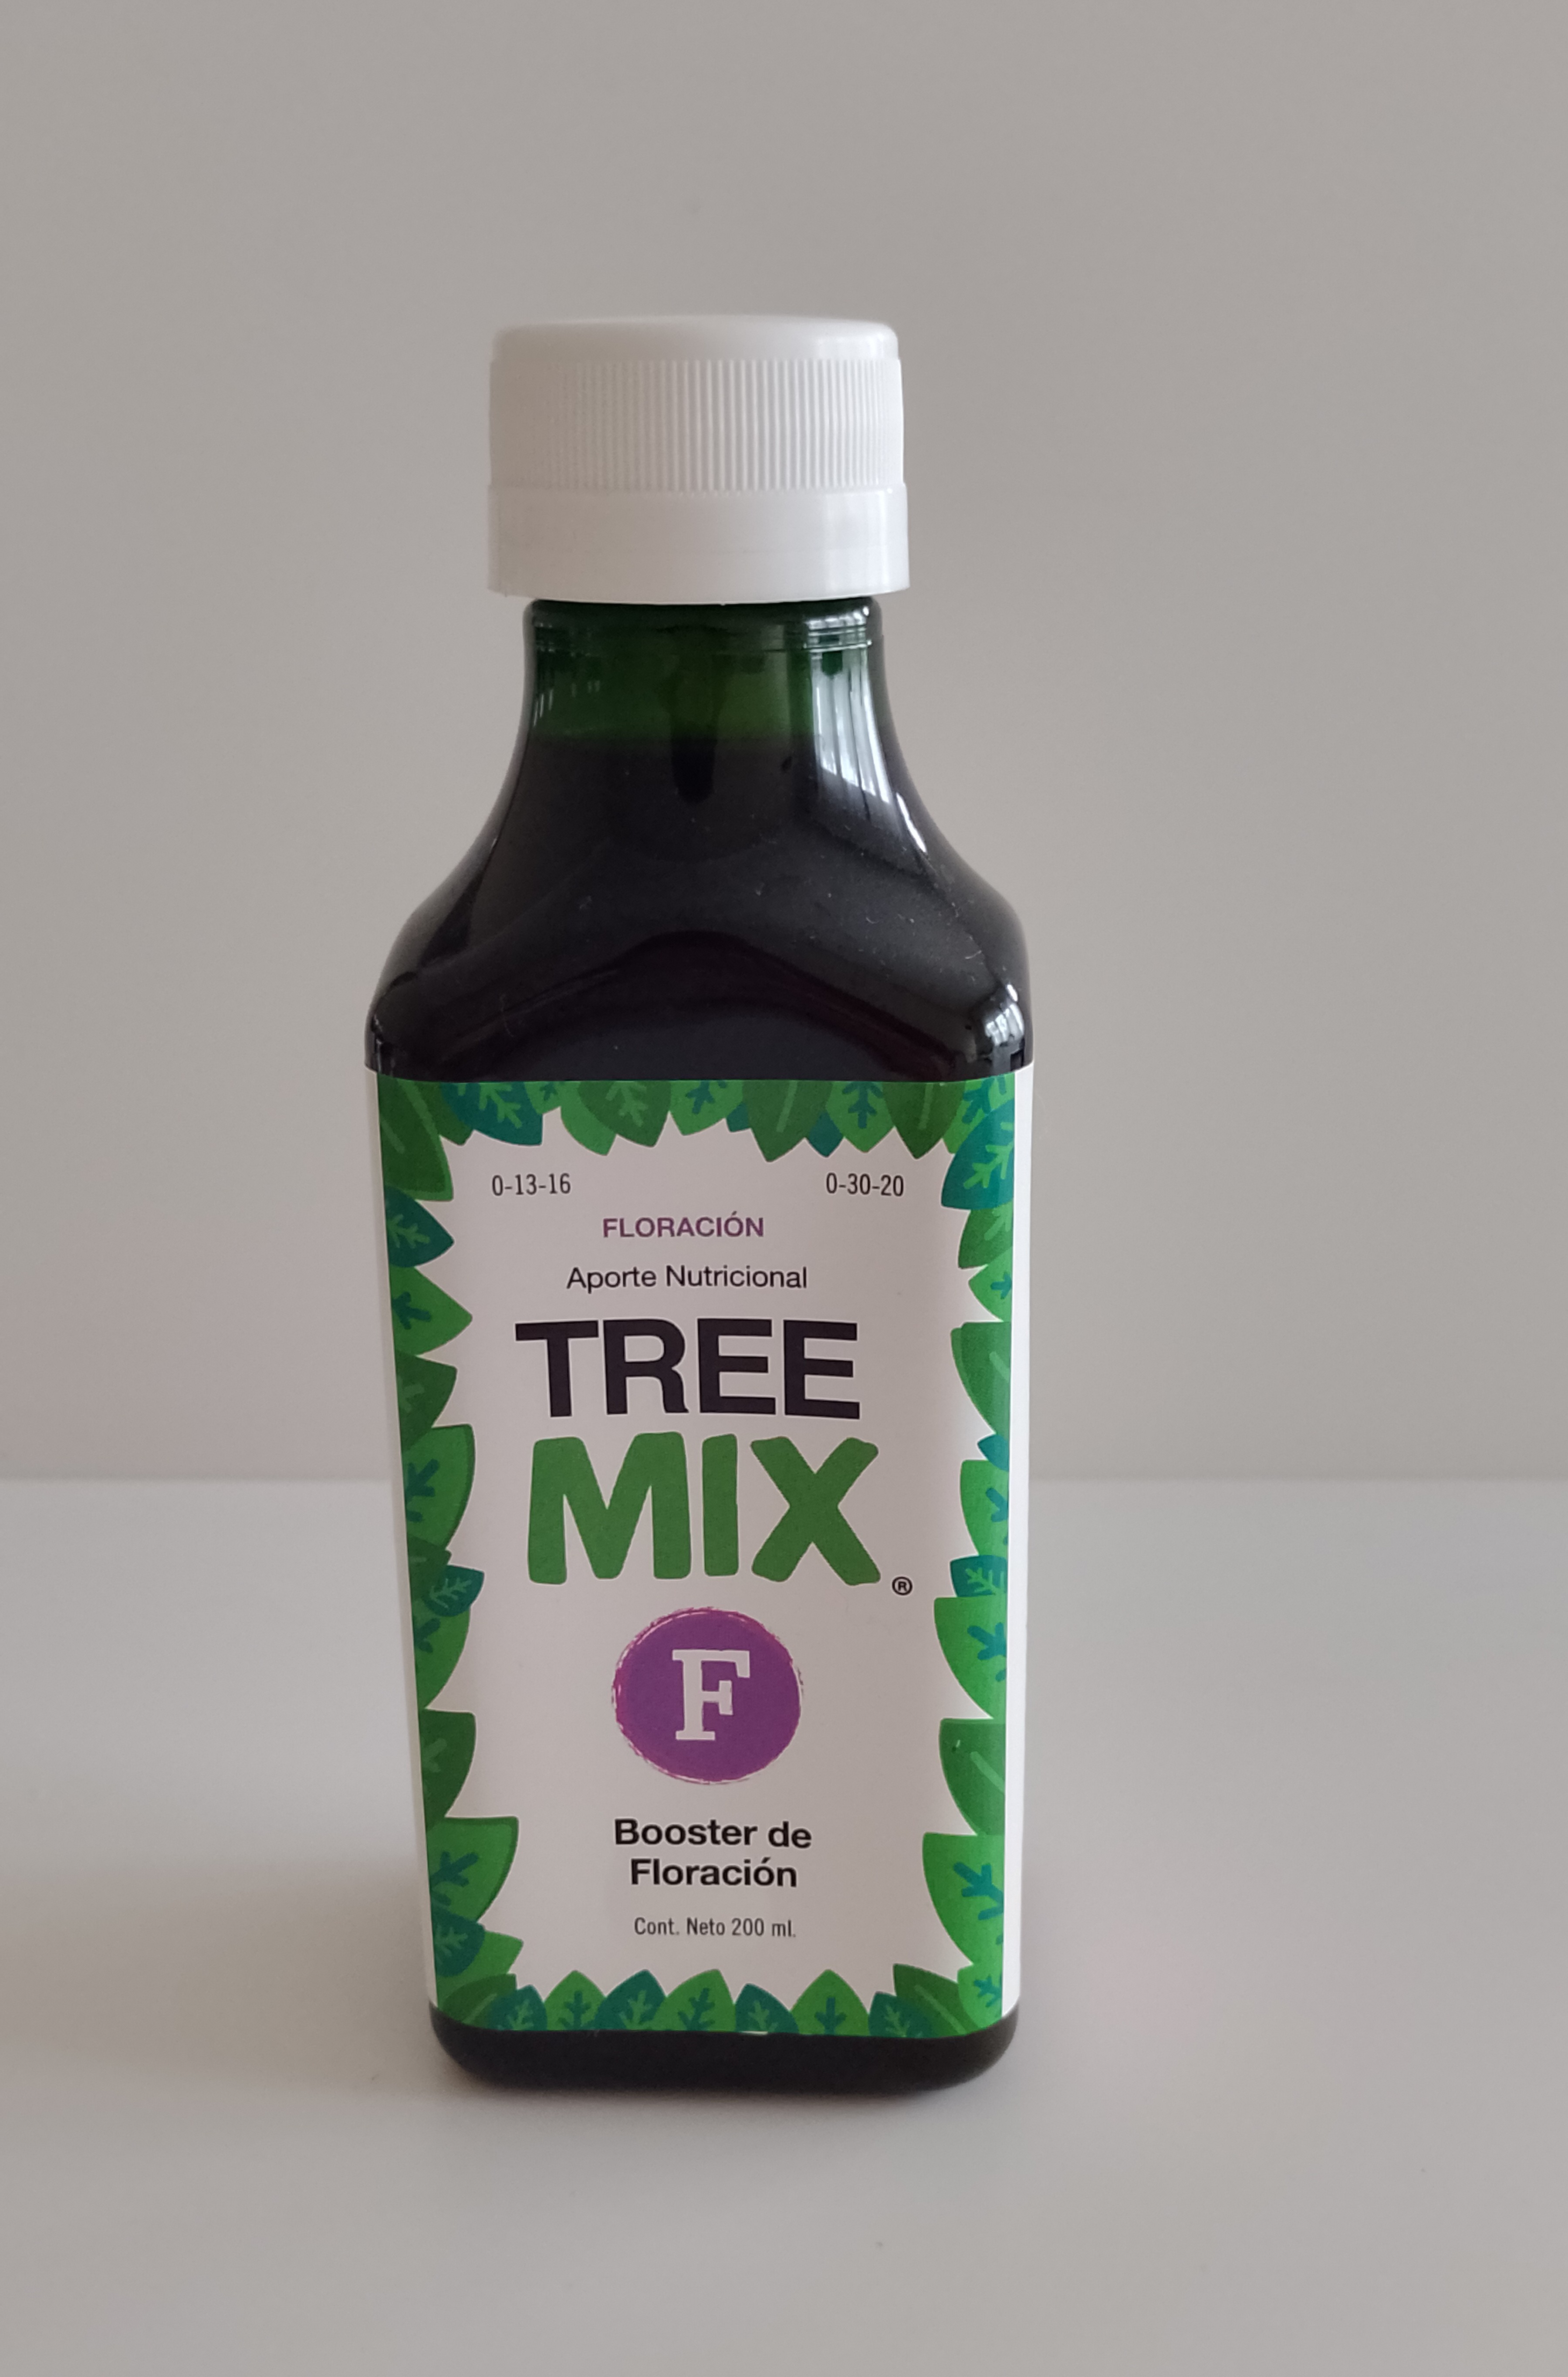 0-13-16 0-30-20
FLORACIÓN
Aporte Nutricional
TREE
MIX®
F
Booster de
Floración
Cont. Neto 200 ml.